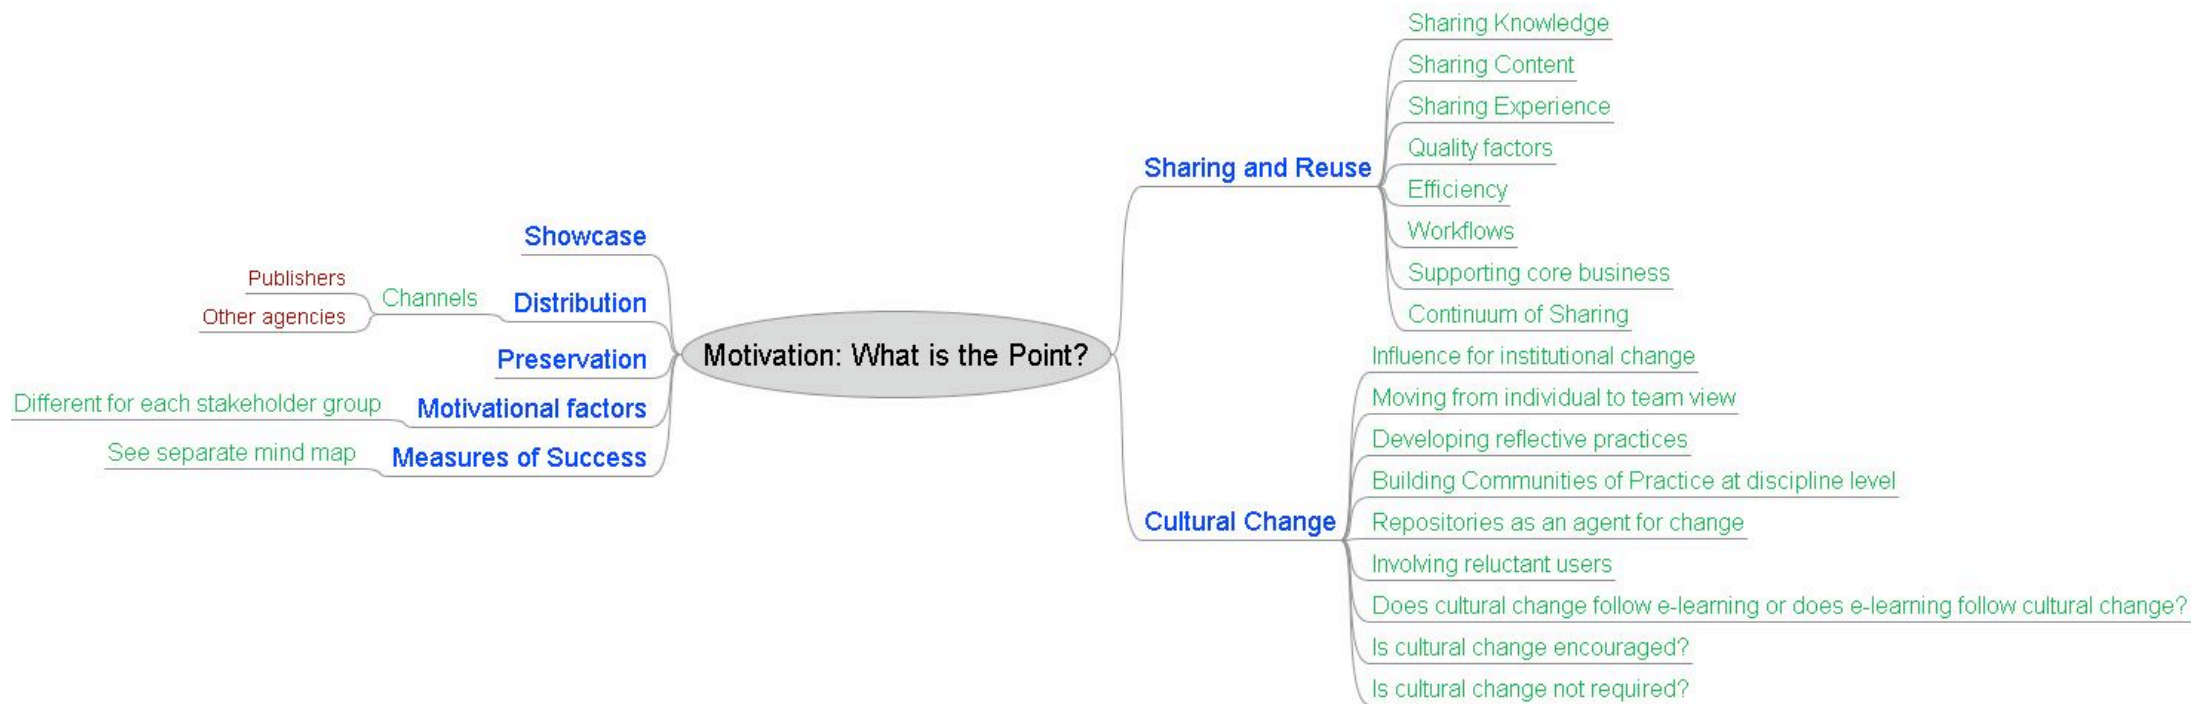 Motivation: What is the Point?
Showcase
Distribution
Channels
Publishers
Other agencies
Preservation
Motivational factors
Different for each stakeholder group
Measures of Success
See separate mind map
Sharing and Reuse
Sharing Knowledge
Sharing Content
Sharing Experience
Quality factors
Efficiency
Workflows
Supporting core business
Continuum of Sharing
Cultural Change
Influence for institutional change
Moving from individual to team view
Developing reflective practices
Building Communities of Practice at discipline level
Repositories as an agent for change
Involving reluctant users
Does cultural change follow e-learning or does e-learning follow cultural change?
Is cultural change encouraged?
Is cultural change not required?